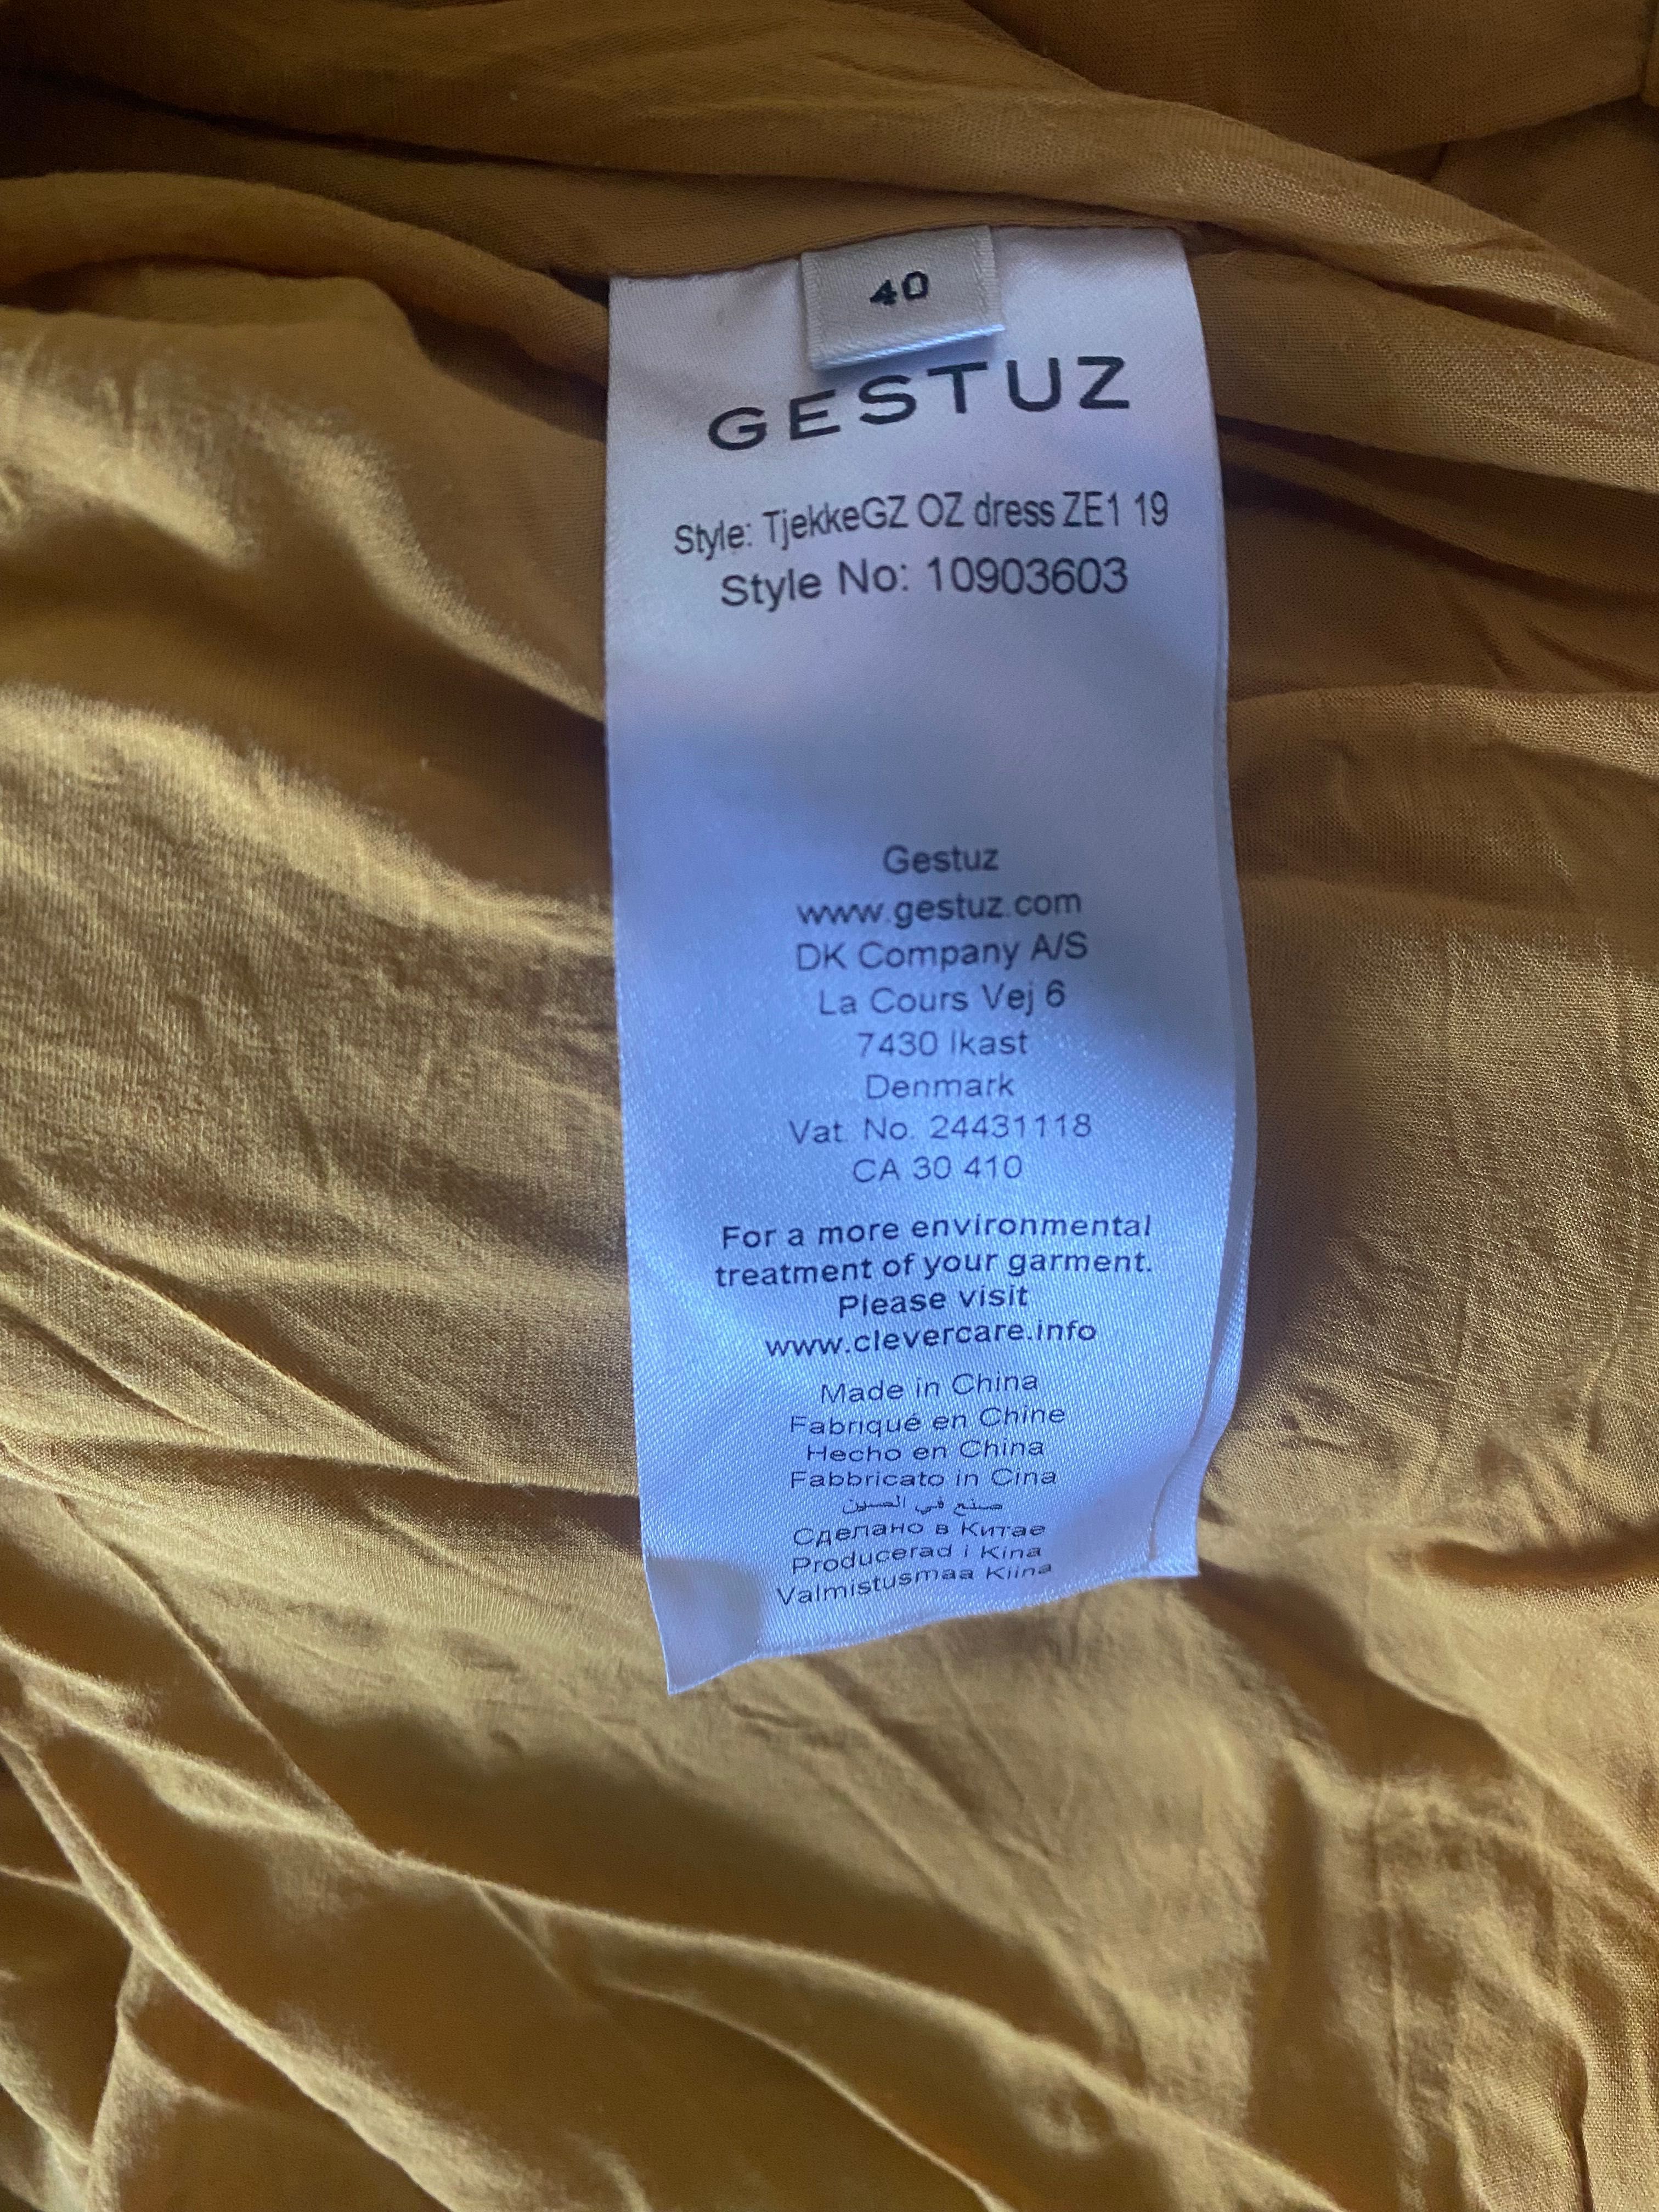 40
GESTUZ
Style: TjekkeGZ OZ dress ZE1 19
Style No: 10903603
Gestuz
www.gestuz.com
DK Company A/S
La Cours Vej 6
7430 Ikast
Denmark
Vat. No. 24431118
CA 30 410
For a more environmental
treatment of your garment.
Please visit
www.clevercare.info
Made in China
Fabriqué en Chine
Hecho en China
Fabbricato in Cina
صنع في الصين
Сделано в Китае
Producerad i Kina
Valmistusmaa Kiina